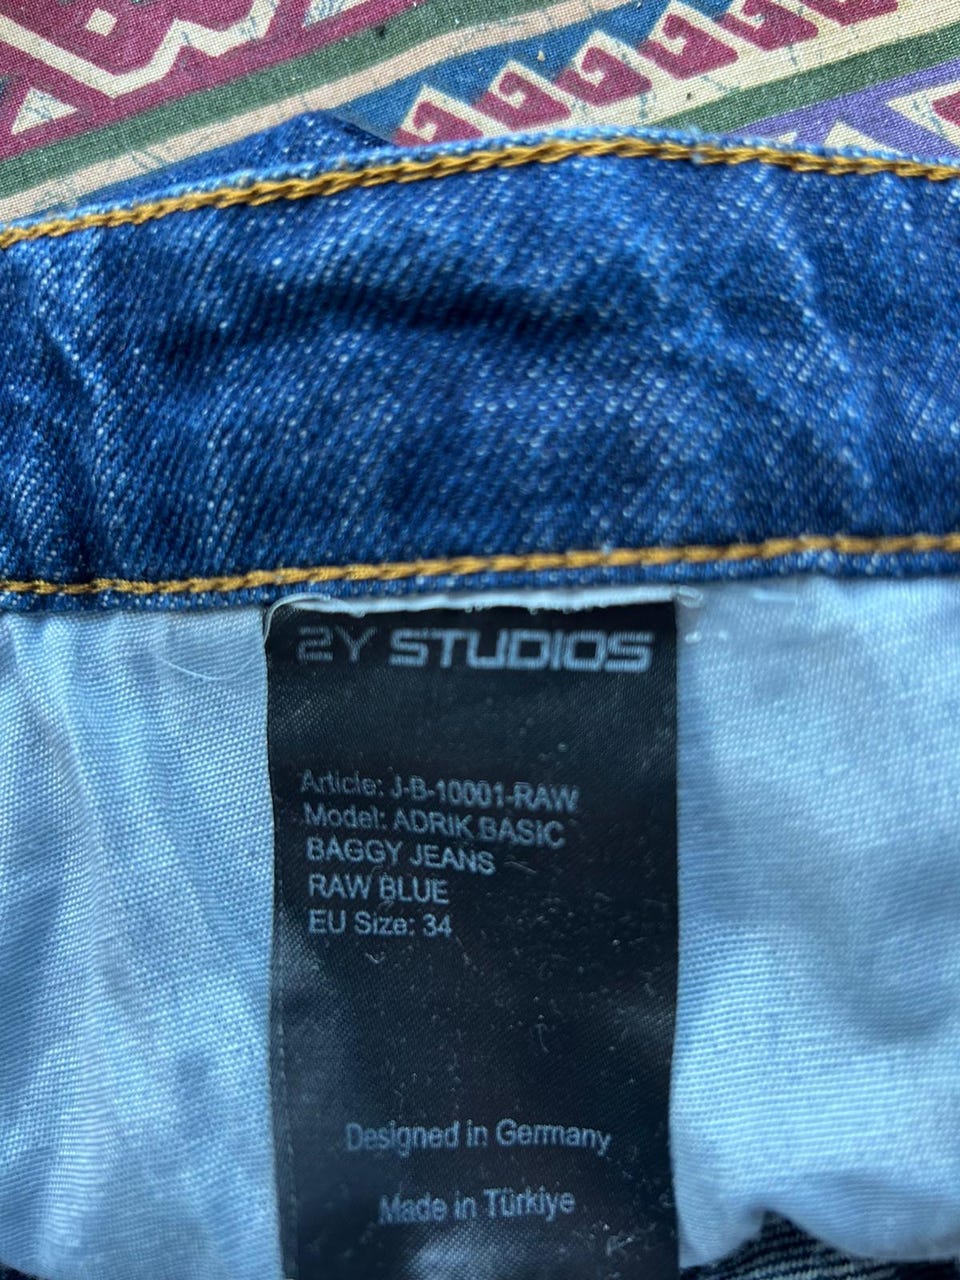 2Y STUDIOS
Article: J-B-10001-RAW
Model: ADRIK BASIC
BAGGY JEANS
RAW BLUE
EU Size: 34
Designed in Germany
Made in Türkiye